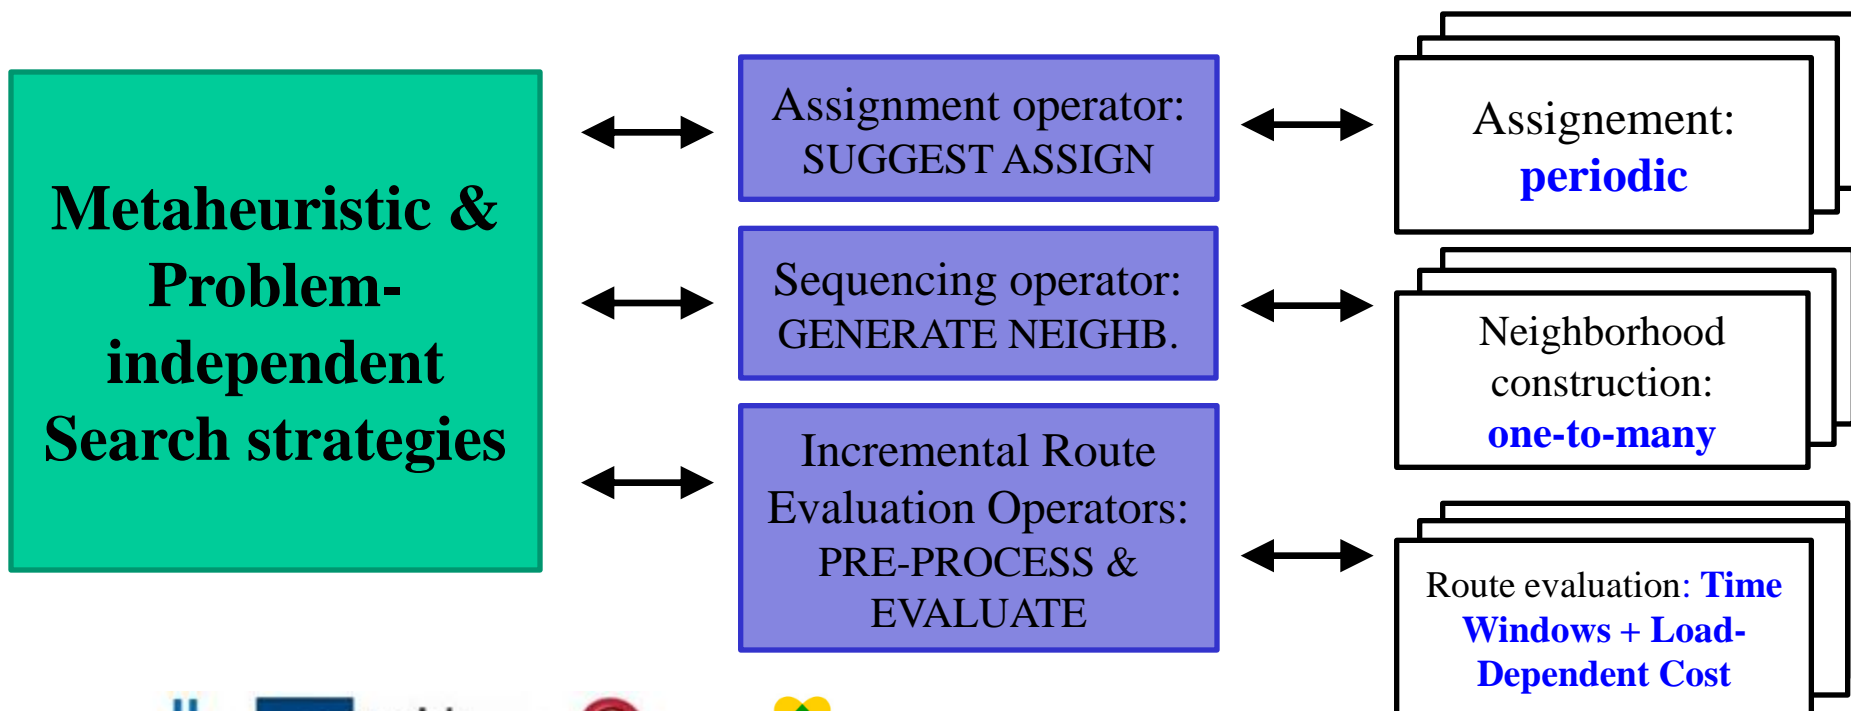 Metaheuristic &
Problem-
independent
Search strategies
Assignment operator:
SUGGEST ASSIGN
Sequencing operator:
GENERATE NEIGHB.
Incremental Route
Evaluation Operators:
PRE-PROCESS &
EVALUATE
Assignement:
periodic
Neighborhood
construction:
one-to-many
Route evaluation: Time
Windows + Load-
Dependent Cost